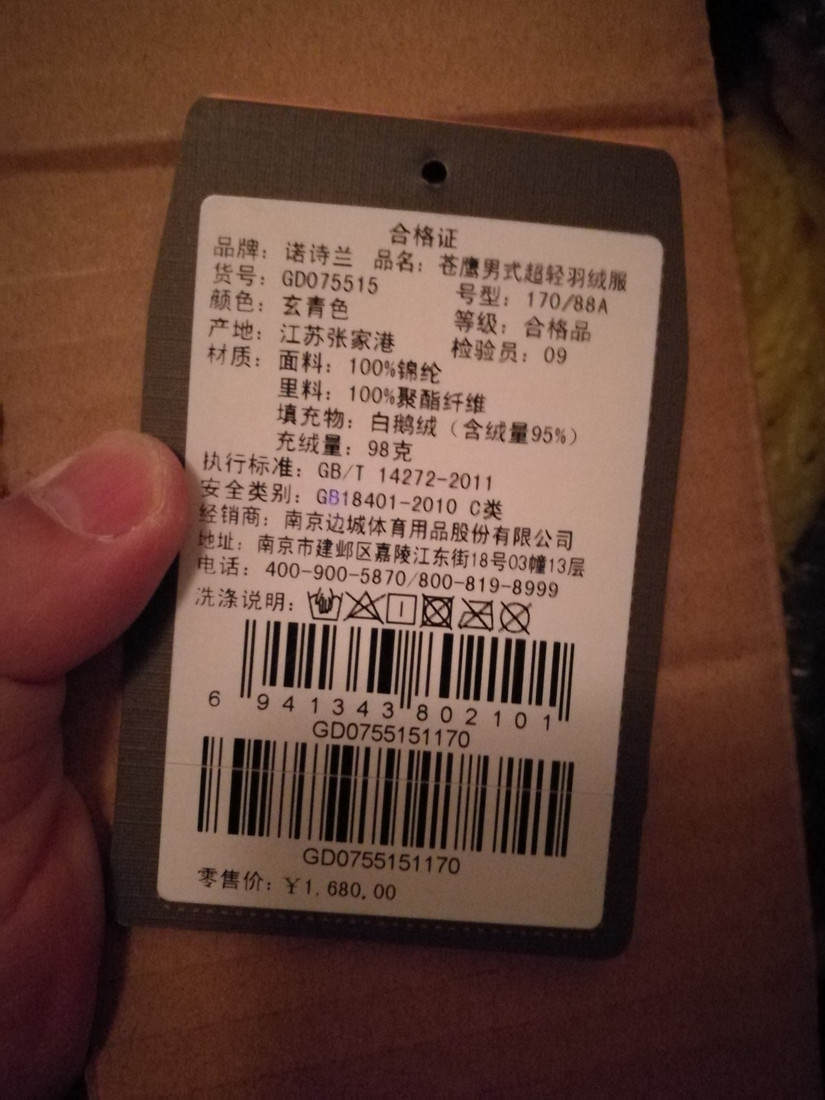 合格证
品牌：诺诗兰 品名：苍鹰男式超轻羽绒服
货号：GD075515 号型：170/88A
颜色：玄青色 等级：合格品
产地：江苏张家港 检验员：09
材质：面料：100%锦纶
里料：100%聚酯纤维
填充物：白鹅绒（含绒量95%）
充绒量：98克
执行标准：GB/T 14272-2011
安全类别：GB18401-2010 C类
经销商：南京边城体育用品股份有限公司
地址：南京市建邺区嘉陵江东街18号03幢13层
电话：400-900-5870/800-819-8999
洗涤说明：
6 941343 802101
GD0755151170
GD0755151170
零售价：￥1,680.00